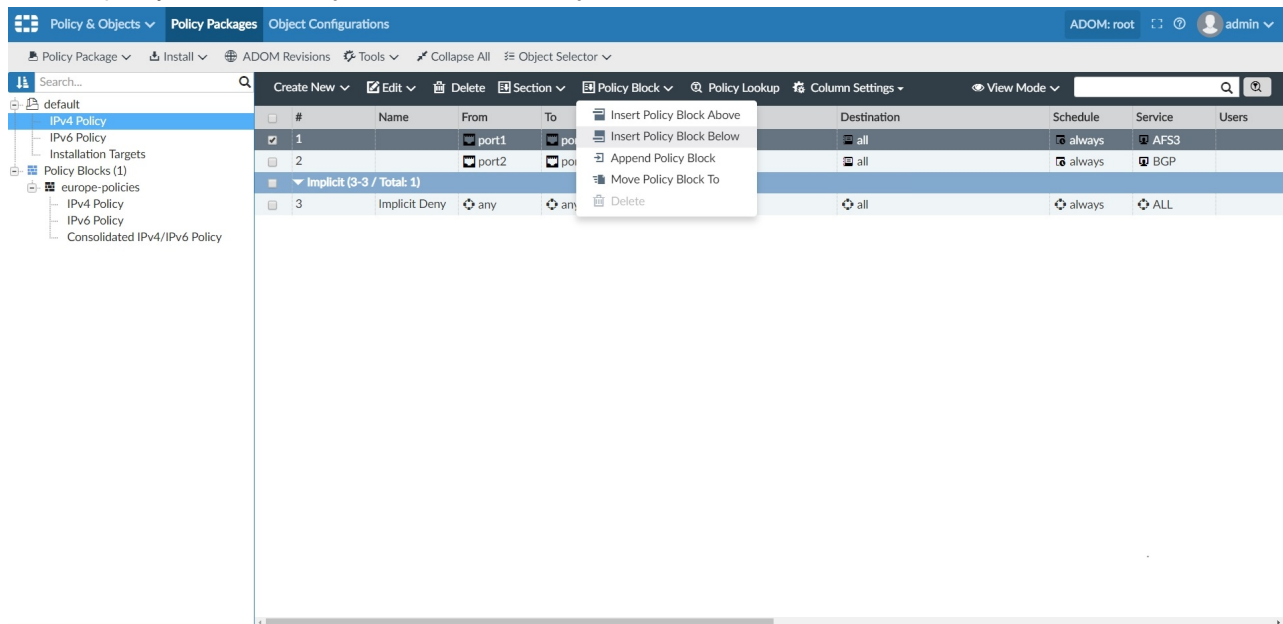 Policy & Objects Policy Packages Object Configurations ADOM: root admin
Policy Package Install ADOM Revisions Tools Collapse All Object Selector
Search...
Create New Edit Delete Section Policy Block Policy Lookup Column Settings View Mode
default
IPv4 Policy
IPv6 Policy
Installation Targets
Policy Blocks (1)
europe-policies
IPv4 Policy
IPv6 Policy
Consolidated IPv4/IPv6 Policy
# Name From To Destination Schedule Service Users
1 port1 all always AFS3
2 port2 all always BGP
Implicit (3-3 / Total: 1)
3 Implicit Deny any all always ALL
Insert Policy Block Above
Insert Policy Block Below
Append Policy Block
Move Policy Block To
Delete